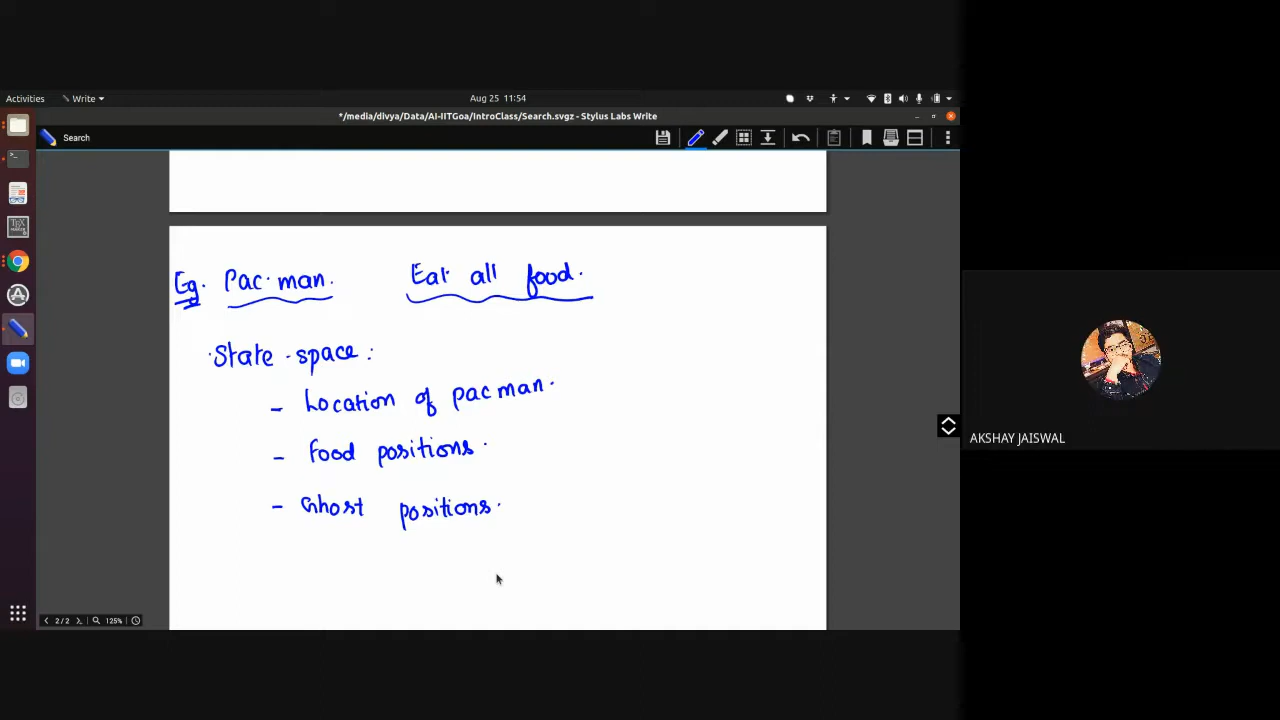 Activities
Write
Aug 25 11:54
*/media/divya/Data/AI-IITGoa/IntroClass/Search.svgz - Stylus Labs Write
Search
Eg. Pac·man. Eat all food.
State·space:
- Location of pacman.
- Food positions.
- Ghost positions.
2/2
125%
AKSHAY JAISWAL